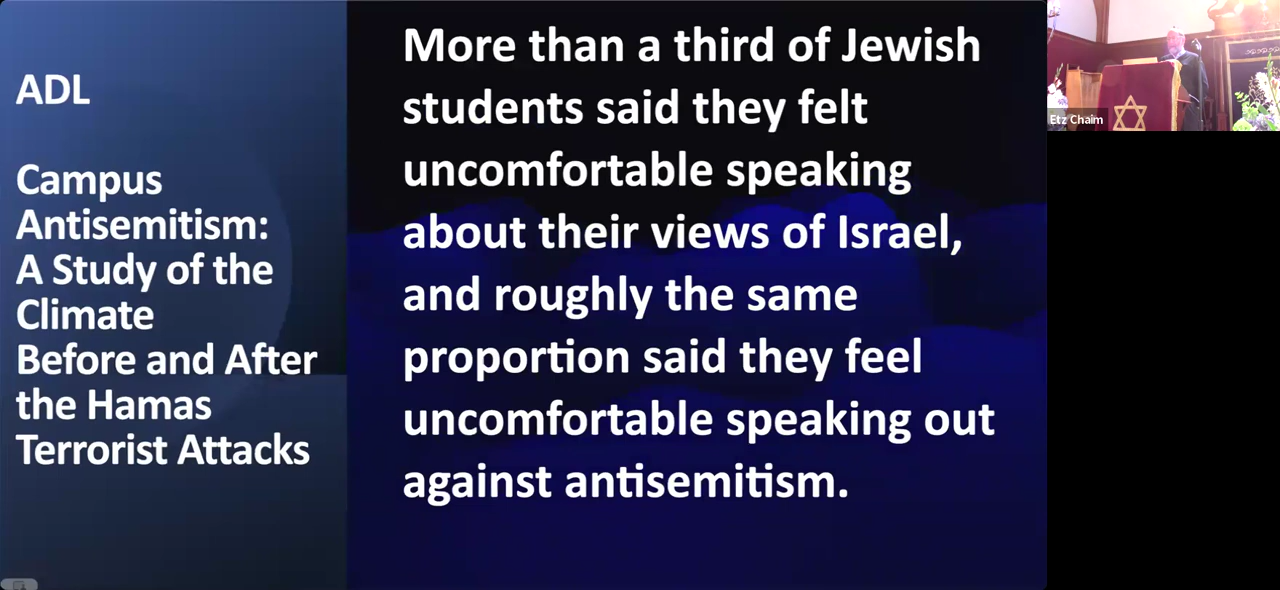 ADL
Campus
Antisemitism:
A Study of the
Climate
Before and After
the Hamas
Terrorist Attacks
More than a third of Jewish
students said they felt
uncomfortable speaking
about their views of Israel,
and roughly the same
proportion said they feel
uncomfortable speaking out
against antisemitism.
Etz Chaim